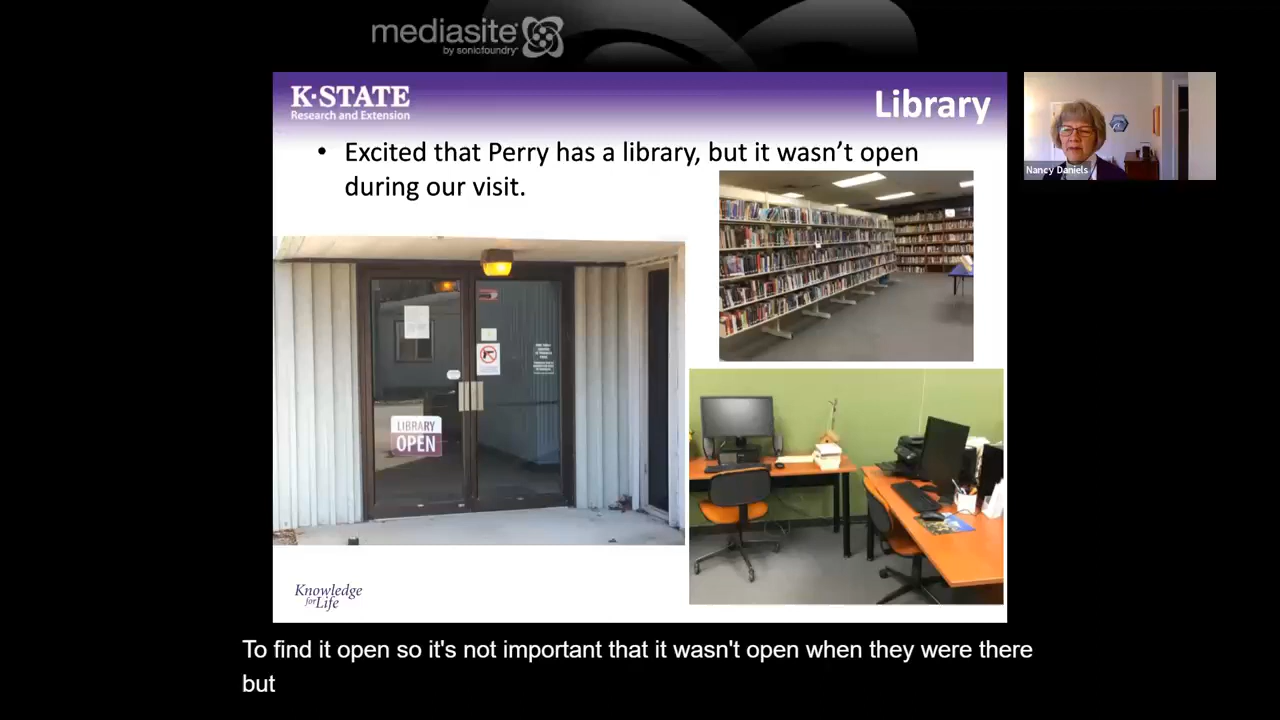 mediasite
by sonicfoundry
K·STATE
Research and Extension
Library
• Excited that Perry has a library, but it wasn't open
during our visit.
Nancy Daniels
LIBRARY
OPEN
Knowledge
for Life
To find it open so it's not important that it wasn't open when they were there
but